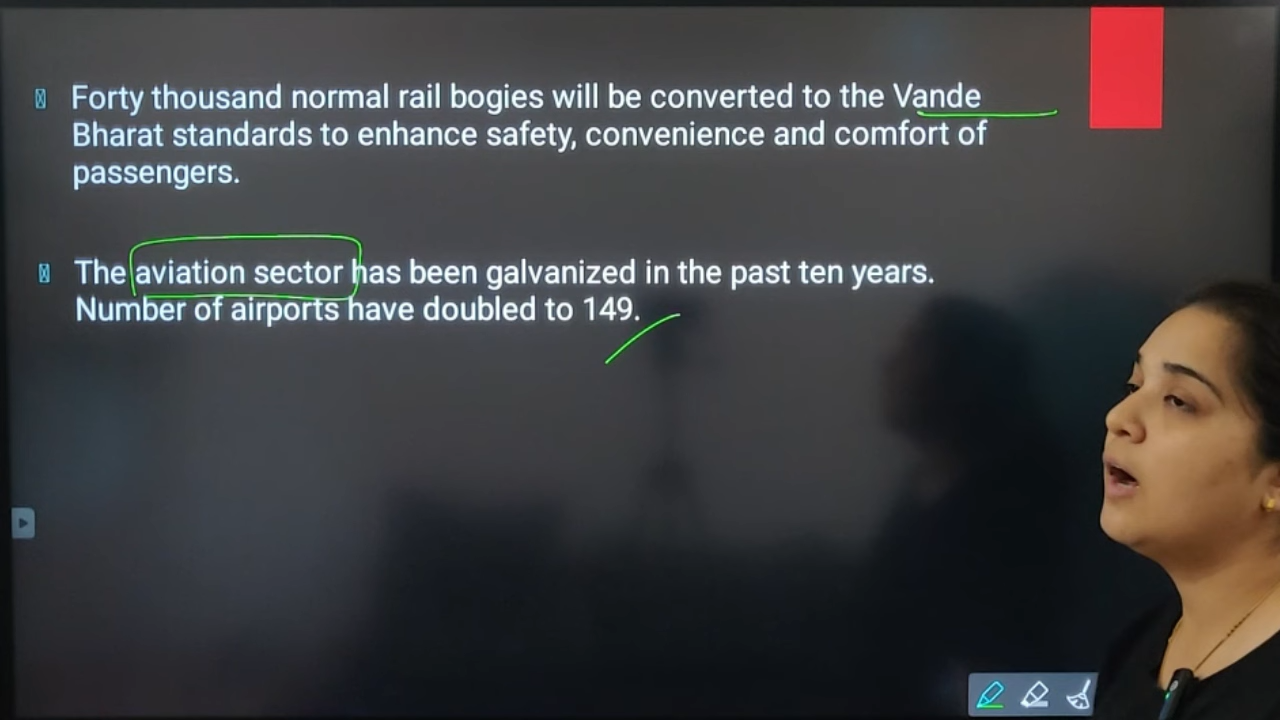 Forty thousand normal rail bogies will be converted to the Vande
Bharat standards to enhance safety, convenience and comfort of
passengers.
The aviation sector has been galvanized in the past ten years.
Number of airports have doubled to 149.